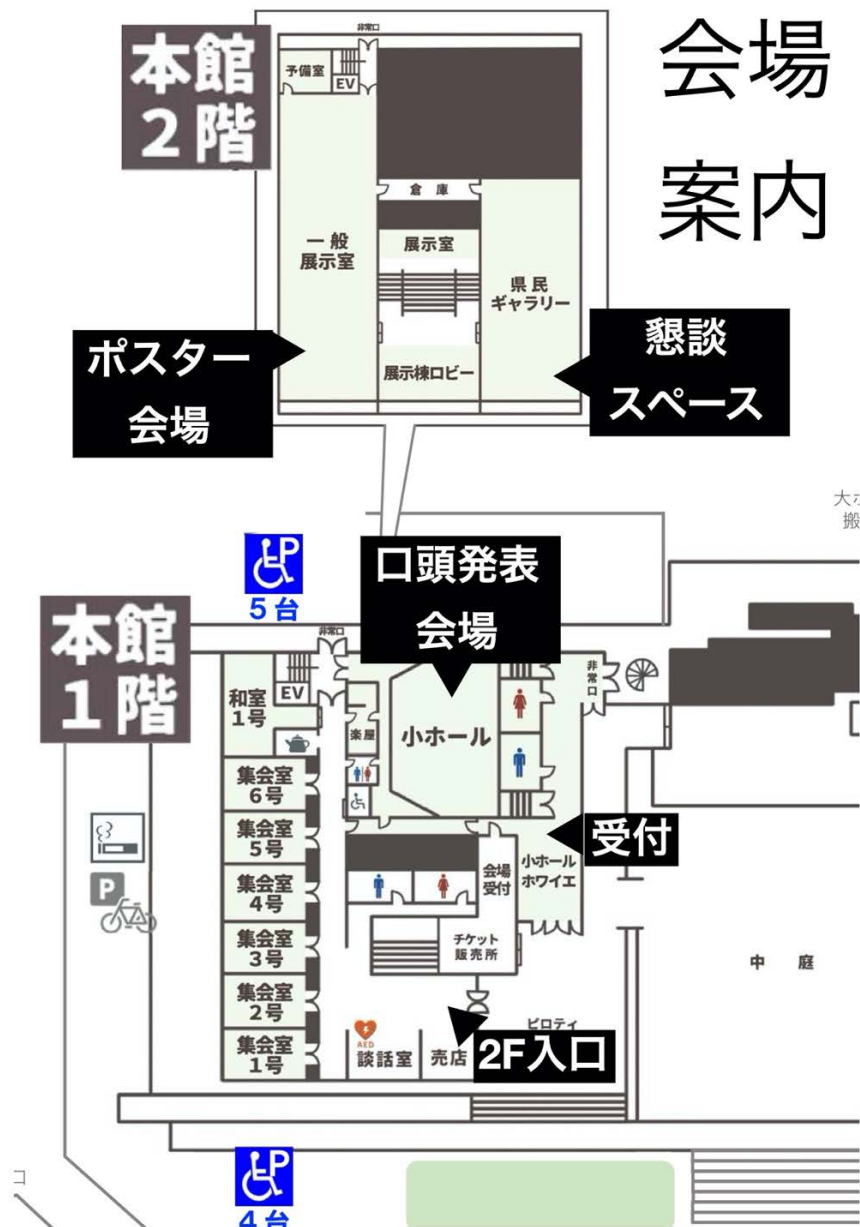 会場
案内
本館
2階
非常口
予備室
EV
倉庫
一般
展示室
展示室
県民
ギャラリー
展示棟ロビー
ポスター
会場
懇談
スペース
大ホ
搬
P
5台
口頭発表
会場
本館
1階
非常口
EV
和室
1号
楽屋
小ホール
非常口
集会室
6号
集会室
5号
集会室
4号
集会室
3号
集会室
2号
集会室
1号
P
受付
小ホール
ホワイエ
会場
受付
チケット
販売所
中庭
ピロティ
AED
談話室
売店
2F入口
P
4台
口